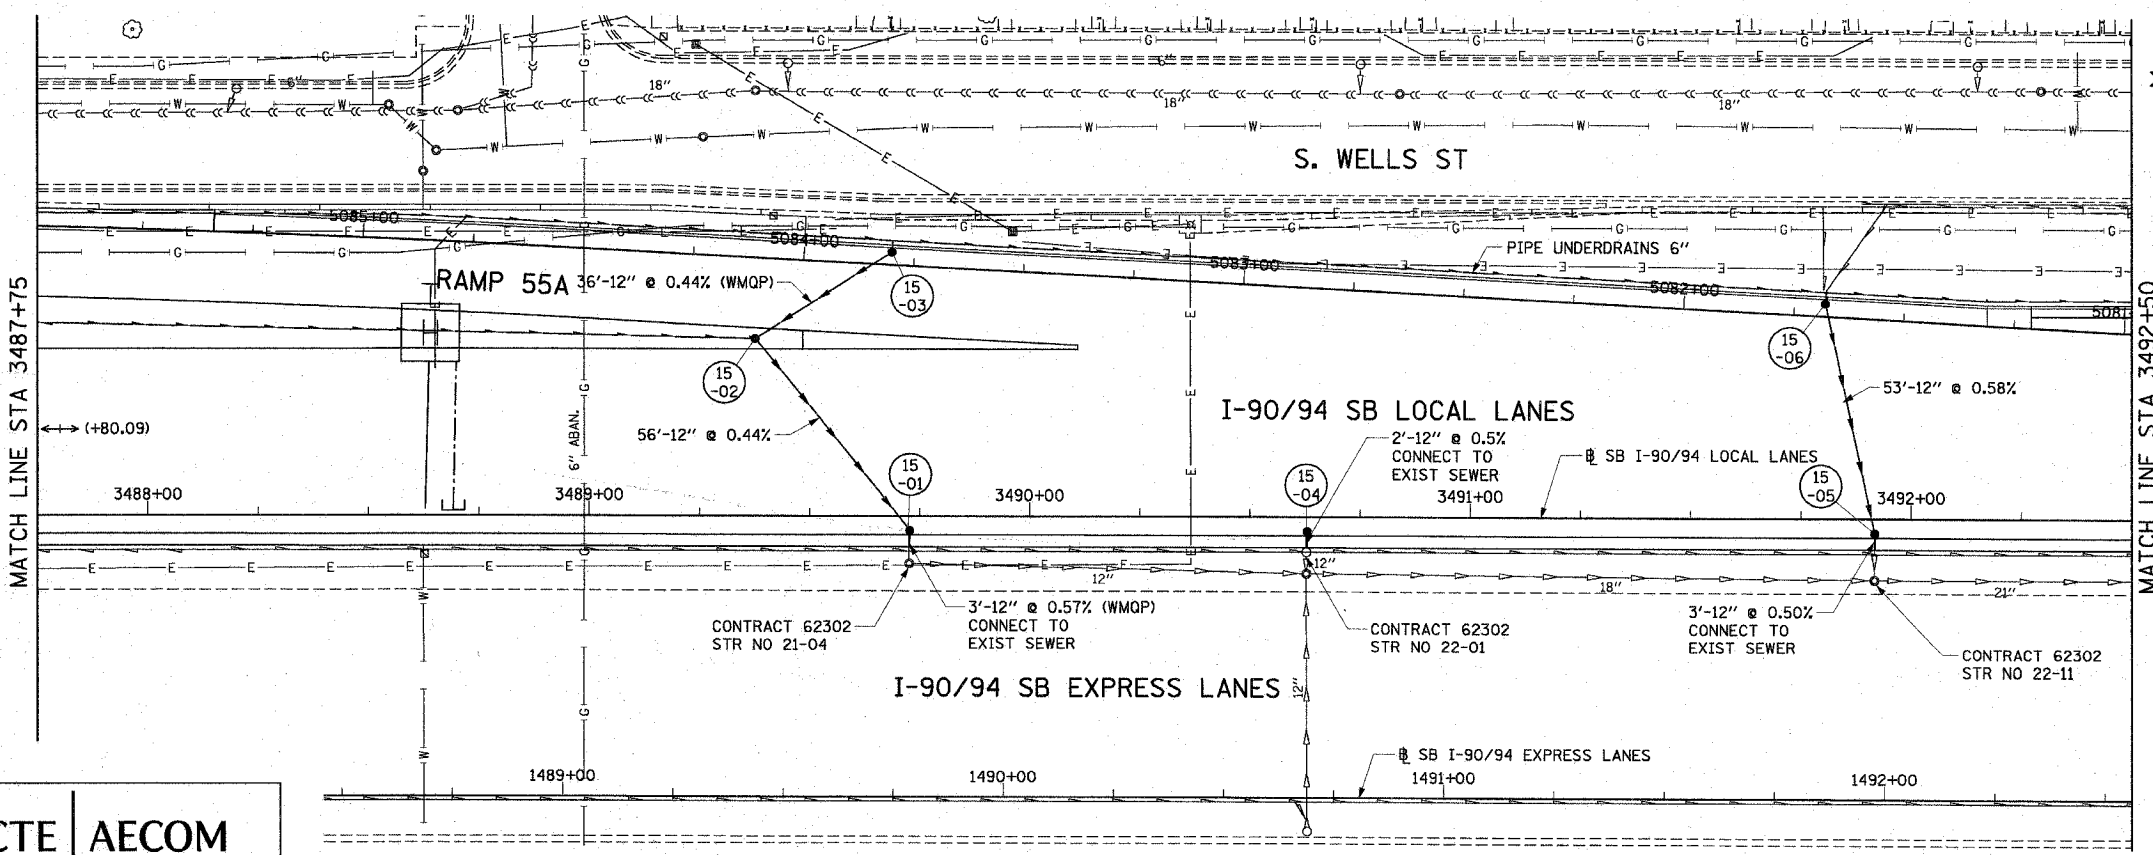 S. WELLS ST
18"
18"
18"
6"
6"
5085+00
5084+00
5083+00
5082+00
PIPE UNDERDRAINS 6"
RAMP 55A
36'-12" @ 0.44% (WMQP)
15
-03
15
-02
15
-06
MATCH LINE STA 3487+75
MATCH LINE STA 3492+50
(+80.09)
56'-12" @ 0.44%
6" ABAN.
I-90/94 SB LOCAL LANES
53'-12" @ 0.58%
2'-12" @ 0.5%
CONNECT TO
EXIST SEWER
15
-01
15
-04
15
-05
℄ SB I-90/94 LOCAL LANES
3488+00
3489+00
3490+00
3491+00
3492+00
12"
12"
18"
21"
3'-12" @ 0.57% (WMQP)
CONNECT TO
EXIST SEWER
CONTRACT 62302
STR NO 21-04
CONTRACT 62302
STR NO 22-01
3'-12" @ 0.50%
CONNECT TO
EXIST SEWER
CONTRACT 62302
STR NO 22-11
I-90/94 SB EXPRESS LANES
12"
℄ SB I-90/94 EXPRESS LANES
1489+00
1490+00
1491+00
1492+00
CTE | AECOM